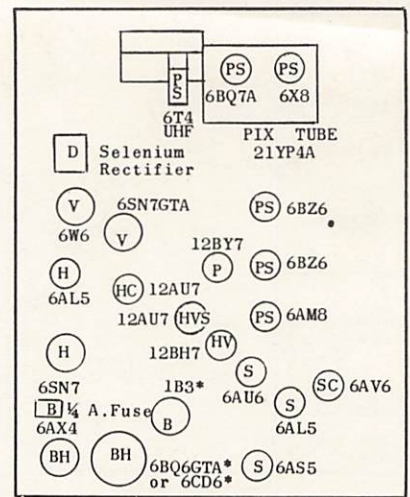 PS PS
P
S
6BQ7A 6X8
6T4
UHF
PIX TUBE
21YP4A
D Selenium
Rectifier
V 6SN7GTA PS 6BZ6
6W6 V
12BY7
P PS 6BZ6
H
6AL5 HC 12AU7
12AU7 HVS PS 6AM8
H 12BH7 HV
6SN7 1B3* S SC 6AV6
6AU6
B ¼ A.Fuse B S
6AX4 6AL5
BH BH 6BQ6GTA* S 6AS5
or 6CD6*